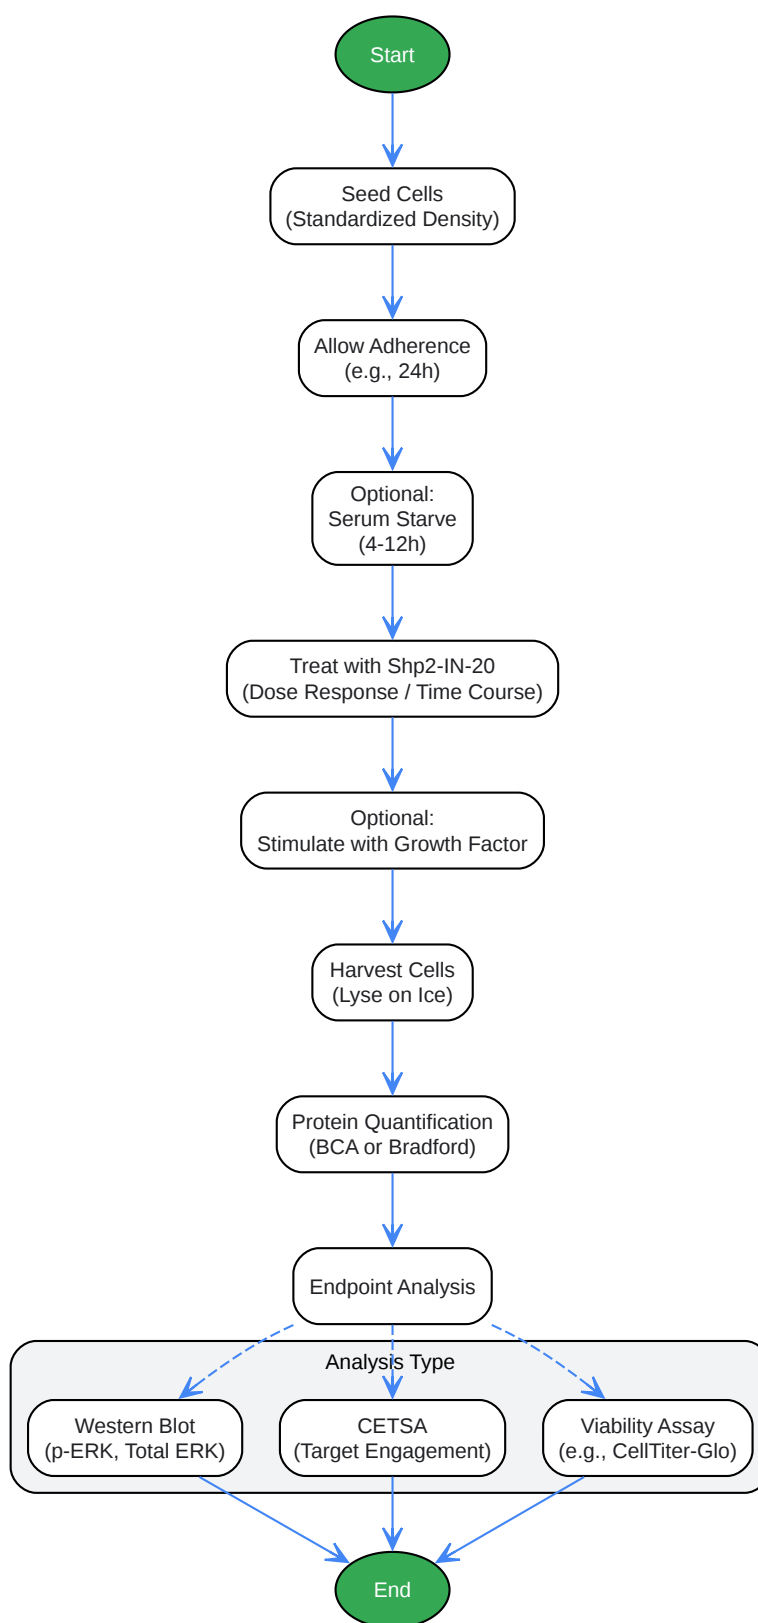 Start
Seed Cells
(Standardized Density)
Allow Adherence
(e.g., 24h)
Optional:
Serum Starve
(4-12h)
Treat with Shp2-IN-20
(Dose Response / Time Course)
Optional:
Stimulate with Growth Factor
Harvest Cells
(Lyse on Ice)
Protein Quantification
(BCA or Bradford)
Endpoint Analysis
Analysis Type
Western Blot
(p-ERK, Total ERK)
CETSA
(Target Engagement)
Viability Assay
(e.g., CellTiter-Glo)
End